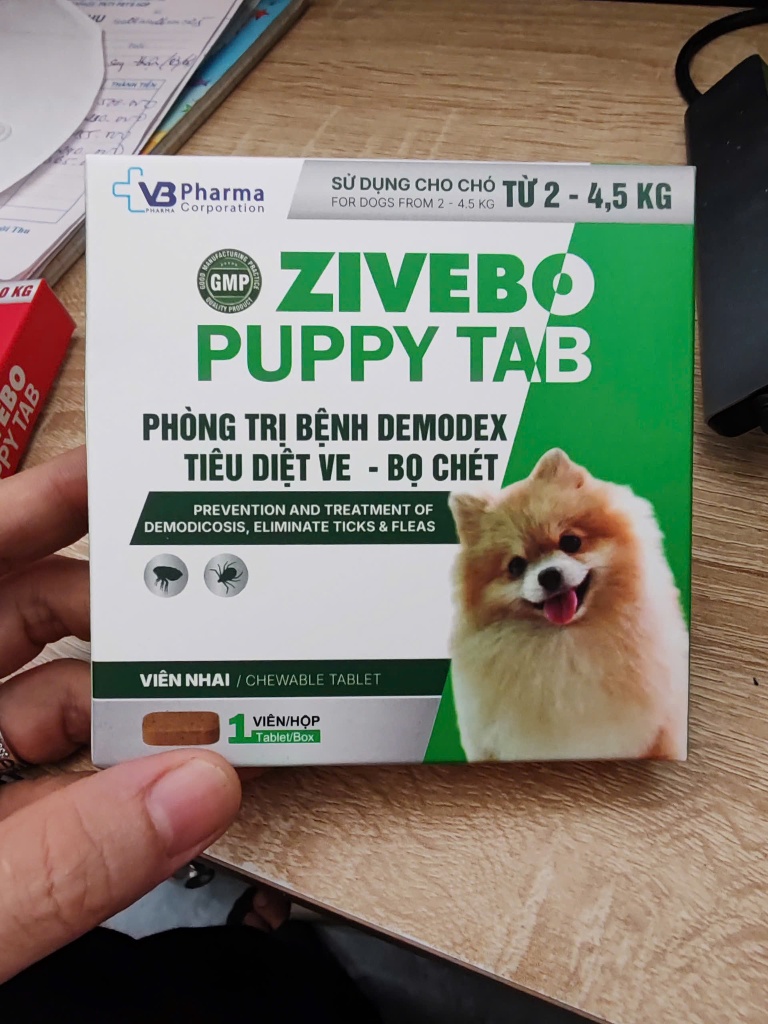 THÀNH TIỀN
0 KG
VB Pharma
PHARMA Corporation
SỬ DỤNG CHO CHÓ
FOR DOGS FROM 2 - 4.5 KG
TỪ 2 - 4,5 KG
GOOD MANUFACTURING PRACTICE
GMP
QUALITY PRODUCT
ZIVEBO
PUPPY TAB
PHÒNG TRỊ BỆNH DEMODEX
TIÊU DIỆT VE - BỌ CHÉT
PREVENTION AND TREATMENT OF
DEMODICOSIS, ELIMINATE TICKS & FLEAS
VIÊN NHAI / CHEWABLE TABLET
1 VIÊN/HỘP
Tablet/Box